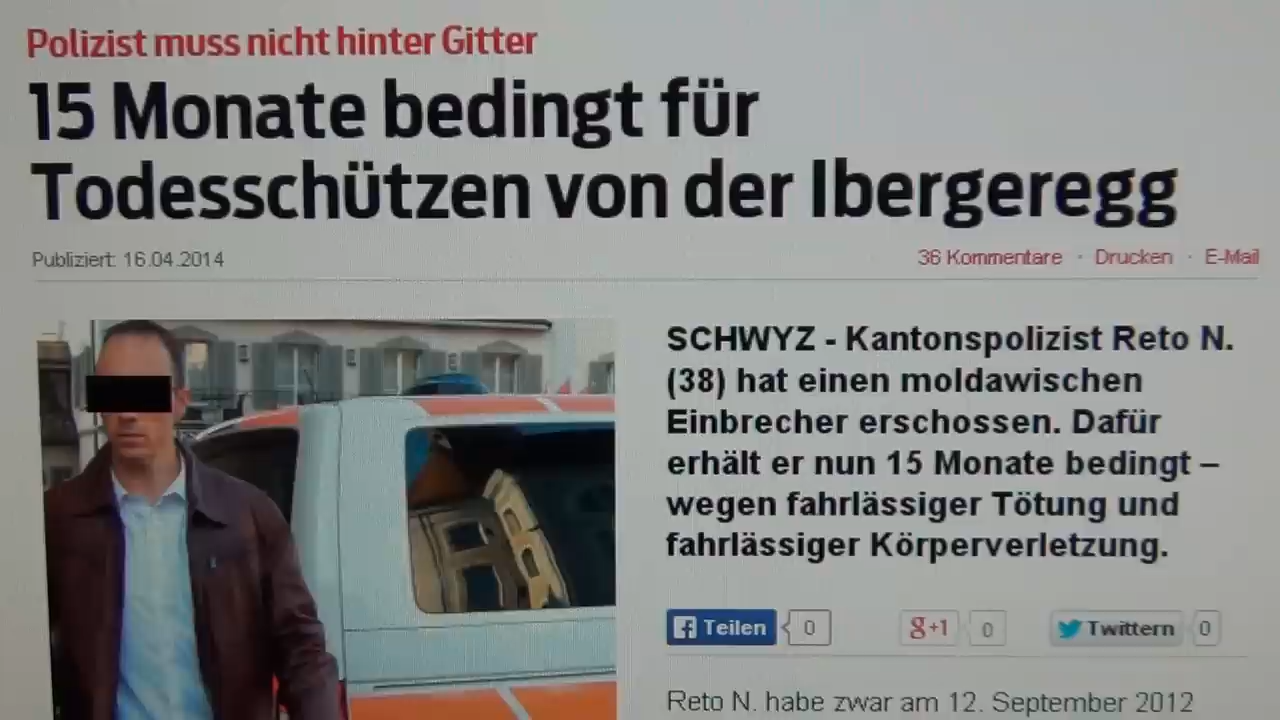 Polizist muss nicht hinter Gitter
15 Monate bedingt für
Todesschützen von der Ibergeregg
Publiziert: 16.04.2014
36 Kommentare · Drucken · E-Mail
SCHWYZ - Kantonspolizist Reto N.
(38) hat einen moldawischen
Einbrecher erschossen. Dafür
erhält er nun 15 Monate bedingt –
wegen fahrlässiger Tötung und
fahrlässiger Körperverletzung.
Teilen 0 g+1 0 Twittern 0
Reto N. habe zwar am 12. September 2012